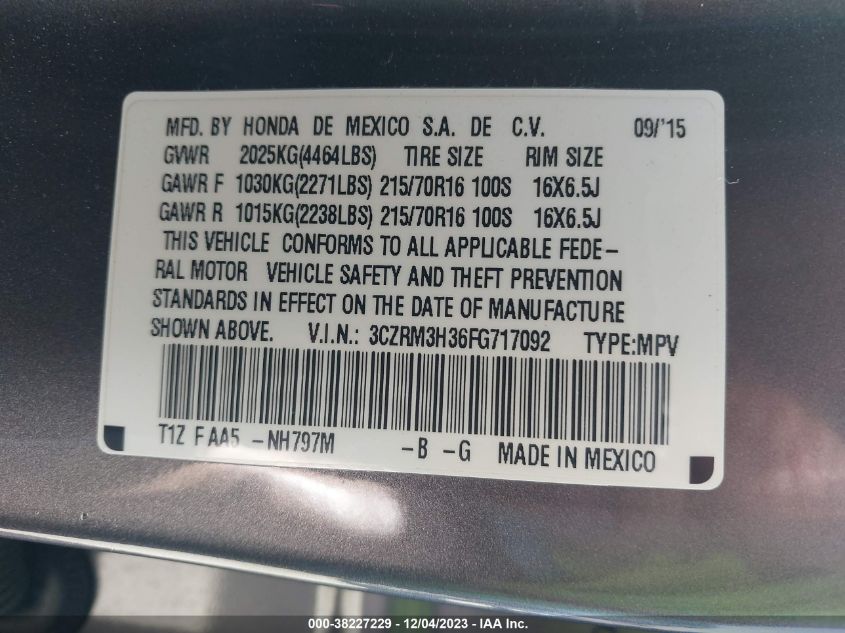 MFD. BY HONDA DE MEXICO S.A. DE C.V. 09/'15
GVWR 2025KG(4464LBS) TIRE SIZE RIM SIZE
GAWR F 1030KG(2271LBS) 215/70R16 100S 16X6.5J
GAWR R 1015KG(2238LBS) 215/70R16 100S 16X6.5J
THIS VEHICLE CONFORMS TO ALL APPLICABLE FEDE-
RAL MOTOR VEHICLE SAFETY AND THEFT PREVENTION
STANDARDS IN EFFECT ON THE DATE OF MANUFACTURE
SHOWN ABOVE. V.I.N.: 3CZRM3H36FG717092 TYPE:MPV
T1Z F AA5 -NH797M -B -G MADE IN MEXICO
000-38227229 - 12/04/2023 - IAA Inc.